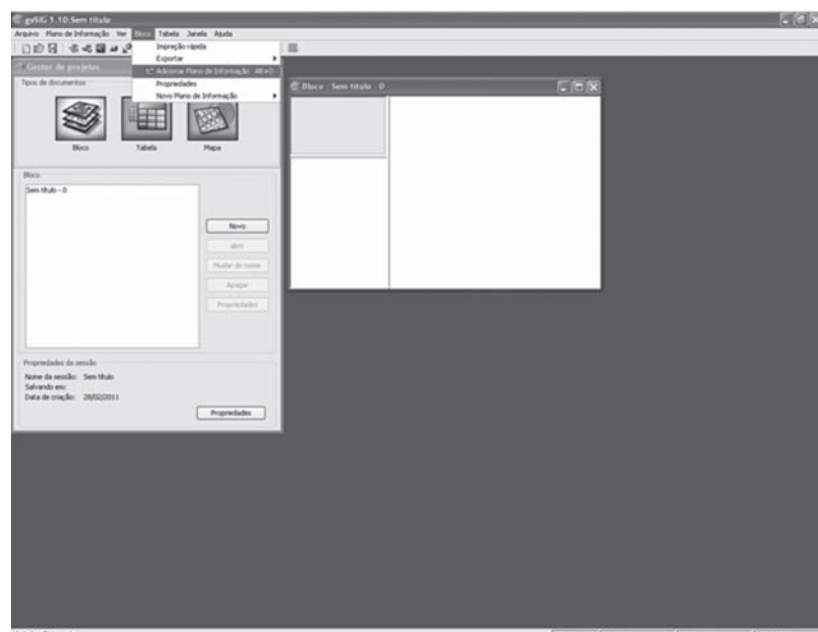 gvSIG 1.10:Sem título
Arquivo Plano de Informação Ver Bloco Tabela Janela Ajuda
Impreção rápida
Exportar
Adicionar Plano de Informação Alt+O
Propriedades
Novo Plano de Informação
Gestor de projetos
Tipos de documentos
Bloco Tabela Mapa
Bloco
Sem título - 0
Novo
abrir
Mudar de nome
Apagar
Propriedades
Propriedades da sessão
Nome da sessão: Sem título
Salvando em:
Data de criação: 28/02/2011
Propriedades
Bloco : Sem título - 0